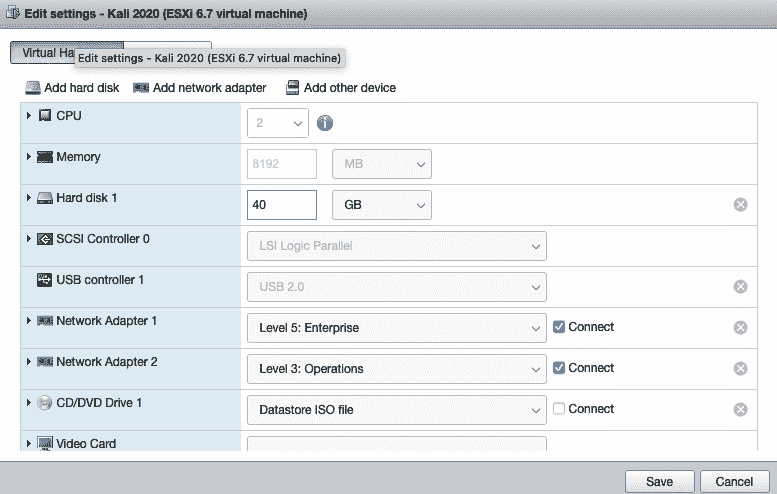 Edit settings - Kali 2020 (ESXi 6.7 virtual machine)
Virtual Ha
Edit settings - Kali 2020 (ESXi 6.7 virtual machine)
Add hard disk Add network adapter Add other device
CPU 2
Memory 8192 MB
Hard disk 1 40 GB
SCSI Controller 0 LSI Logic Parallel
USB controller 1 USB 2.0
Network Adapter 1 Level 5: Enterprise Connect
Network Adapter 2 Level 3: Operations Connect
CD/DVD Drive 1 Datastore ISO file Connect
Video Card
Save Cancel